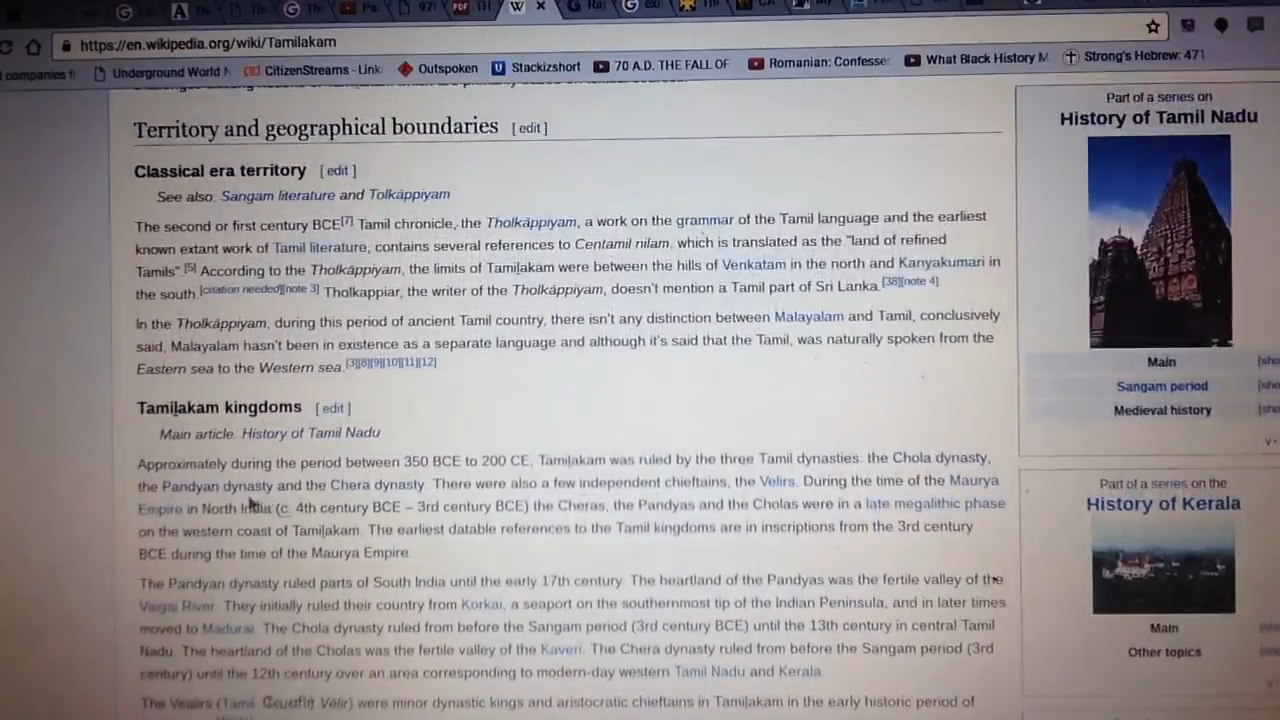 https://en.wikipedia.org/wiki/Tamilakam
companies
Underground World
CitizenStreams - Link
Outspoken
Stackizshort
70 A.D. THE FALL OF
Romanian: Confesse
What Black History M
Strong's Hebrew: 471
Territory and geographical boundaries [ edit ]
Classical era territory [ edit ]
See also: Sangam literature and Tolkāppiyam
The second or first century BCE[7] Tamil chronicle, the Tholkāppiyam, a work on the grammar of the Tamil language and the earliest
known extant work of Tamil literature, contains several references to Centamil nilam, which is translated as the "land of refined
Tamils".[5] According to the Tholkāppiyam, the limits of Tamiḻakam were between the hills of Venkatam in the north and Kanyakumari in
the south.[citation needed][note 3] Tholkappiar, the writer of the Tholkāppiyam, doesn't mention a Tamil part of Sri Lanka.[38][note 4]
In the Tholkāppiyam, during this period of ancient Tamil country, there isn't any distinction between Malayalam and Tamil, conclusively
said, Malayalam hasn't been in existence as a separate language and although it's said that the Tamil, was naturally spoken from the
Eastern sea to the Western sea.[3][8][9][10][11][12]
Tamiḻakam kingdoms [ edit ]
Main article: History of Tamil Nadu
Approximately during the period between 350 BCE to 200 CE, Tamiḻakam was ruled by the three Tamil dynasties: the Chola dynasty,
the Pandyan dynasty and the Chera dynasty. There were also a few independent chieftains, the Velirs. During the time of the Maurya
Empire in North India (c. 4th century BCE – 3rd century BCE) the Cheras, the Pandyas and the Cholas were in a late megalithic phase
on the western coast of Tamiḻakam. The earliest datable references to the Tamil kingdoms are in inscriptions from the 3rd century
BCE during the time of the Maurya Empire.
The Pandyan dynasty ruled parts of South India until the early 17th century. The heartland of the Pandyas was the fertile valley of the
Vaigai River. They initially ruled their country from Korkai, a seaport on the southernmost tip of the Indian Peninsula, and in later times
moved to Madurai. The Chola dynasty ruled from before the Sangam period (3rd century BCE) until the 13th century in central Tamil
Nadu. The heartland of the Cholas was the fertile valley of the Kaveri. The Chera dynasty ruled from before the Sangam period (3rd
century) until the 12th century over an area corresponding to modern-day western Tamil Nadu and Kerala.
The Vealirs (Tamil: Vēlir) were minor dynastic kings and aristocratic chieftains in Tamiḻakam in the early historic period of
Part of a series on
History of Tamil Nadu
Main
Sangam period
Medieval history
Part of a series on the
History of Kerala
Main
Other topics